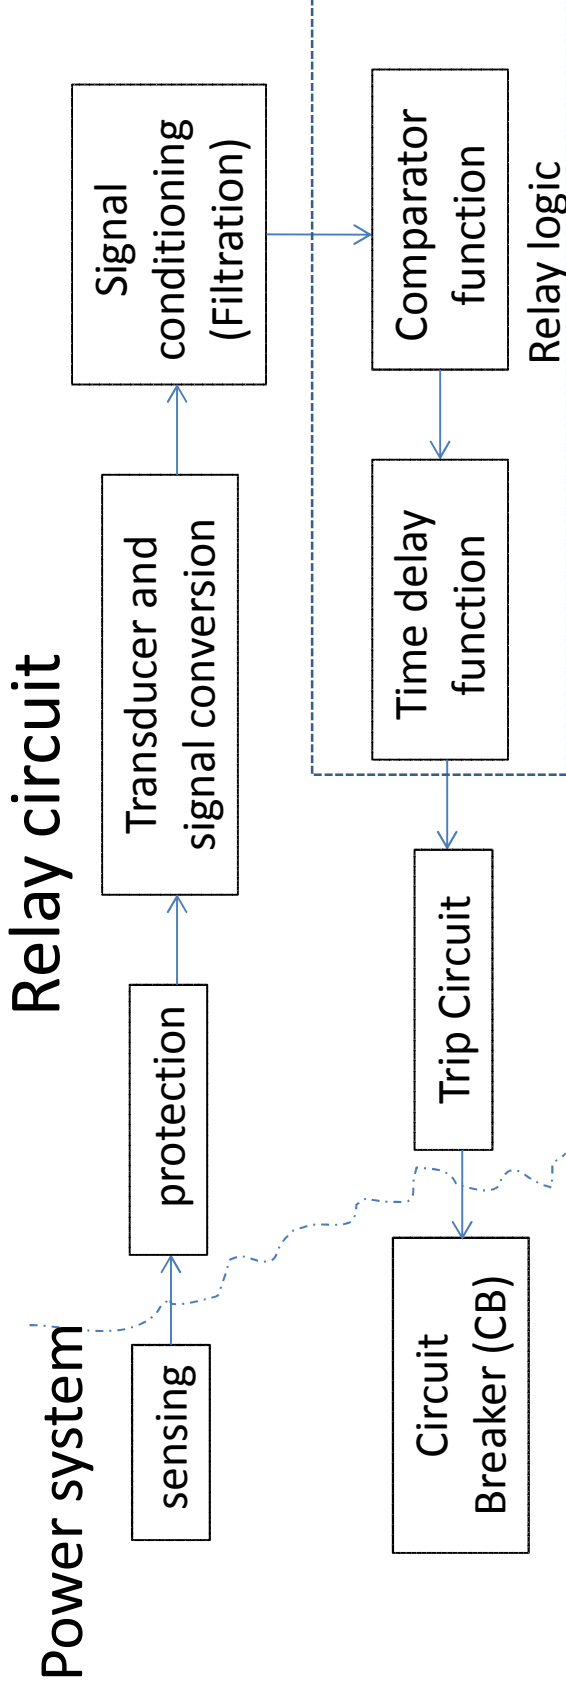 Power system
Relay circuit
sensing
protection
Transducer and
signal conversion
Signal
conditioning
(Filtration)
Circuit
Breaker (CB)
Trip Circuit
Time delay
function
Comparator
function
Relay logic